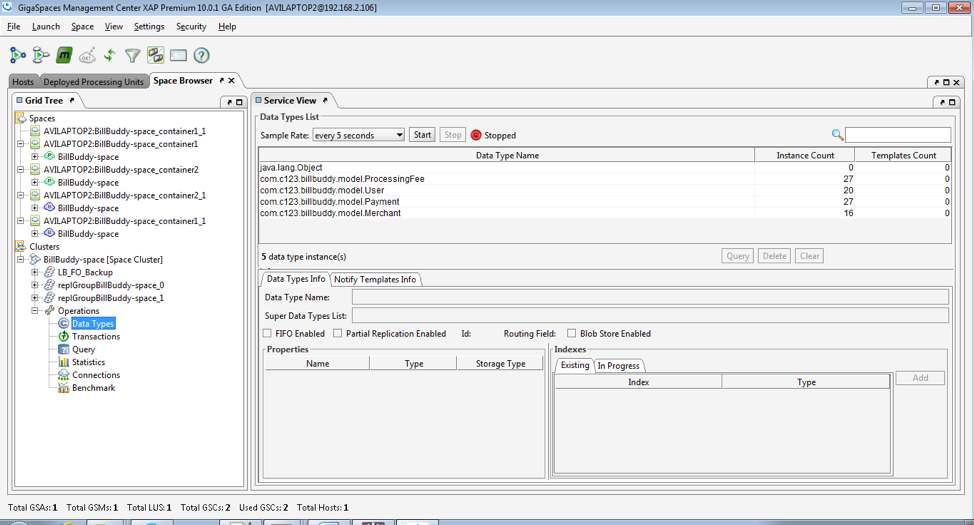 GigaSpaces Management Center XAP Premium 10.0.1 GA Edition [AVILAPTOP2@192.168.2.106]
File Launch Space View Settings Security Help
Hosts Deployed Processing Units Space Browser
Grid Tree
Spaces
AVILAPTOP2:BillBuddy-space_container1_1
AVILAPTOP2:BillBuddy-space_container1
BillBuddy-space
AVILAPTOP2:BillBuddy-space_container2
BillBuddy-space
AVILAPTOP2:BillBuddy-space_container2_1
BillBuddy-space
AVILAPTOP2:BillBuddy-space_container1_1
BillBuddy-space
Clusters
BillBuddy-space [Space Cluster]
LB_FO_Backup
replGroupBillBuddy-space_0
replGroupBillBuddy-space_1
Operations
Data Types
Transactions
Query
Statistics
Connections
Benchmark
Service View
Data Types List
Sample Rate: every 5 seconds Start Stop Stopped
Data Type Name Instance Count Templates Count
java.lang.Object 0 0
com.c123.billbuddy.model.ProcessingFee 27 0
com.c123.billbuddy.model.User 20 0
com.c123.billbuddy.model.Payment 27 0
com.c123.billbuddy.model.Merchant 16 0
5 data type instance(s) Query Delete Clear
Data Types Info Notify Templates Info
Data Type Name:
Super Data Types List:
FIFO Enabled Partial Replication Enabled Id: Routing Field: Blob Store Enabled
Properties
Name Type Storage Type
Indexes
Existing In Progress
Index Type
Add
Total GSAs: 1 Total GSMs: 1 Total LUS: 1 Total GSCs: 2 Used GSCs: 2 Total Hosts: 1